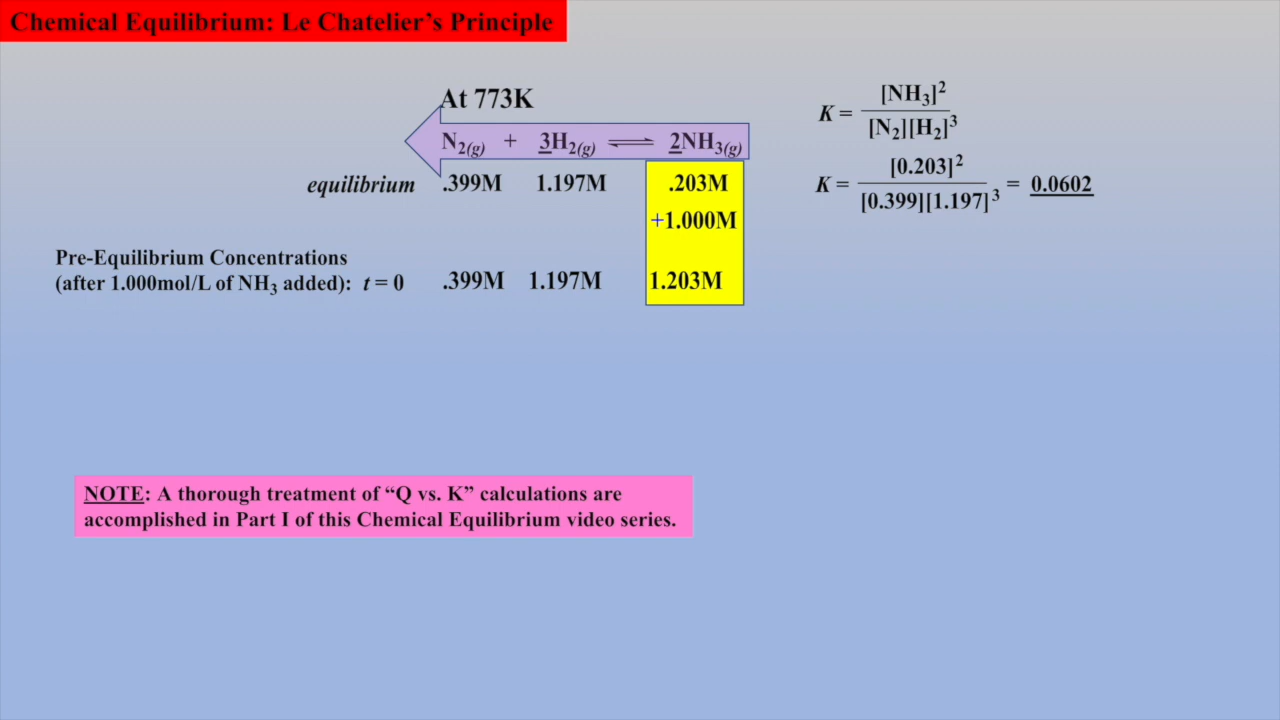 Chemical Equilibrium: Le Chatelier's Principle
At 773K
N₂(g) + 3H₂(g) ⇌ 2NH₃(g)
equilibrium .399M 1.197M .203M
+1.000M
Pre-Equilibrium Concentrations
(after 1.000mol/L of NH₃ added): t = 0 .399M 1.197M 1.203M
K = [NH₃]² / [N₂][H₂]³
K = [0.203]² / [0.399][1.197]³ = 0.0602
NOTE: A thorough treatment of “Q vs. K” calculations are
accomplished in Part I of this Chemical Equilibrium video series.